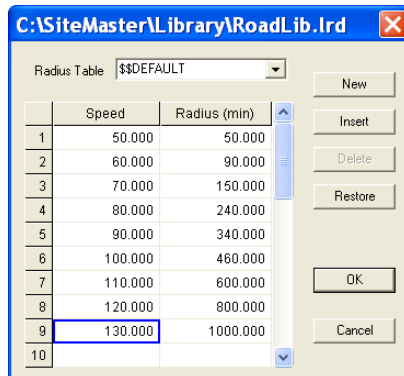 C:\SiteMaster\Library\RoadLib.lrd
Radius Table $$DEFAULT
New
Insert
Delete
Restore
OK
Cancel
Speed Radius (min)
1 50.000 50.000
2 60.000 90.000
3 70.000 150.000
4 80.000 240.000
5 90.000 340.000
6 100.000 460.000
7 110.000 600.000
8 120.000 800.000
9 130.000 1000.000
10